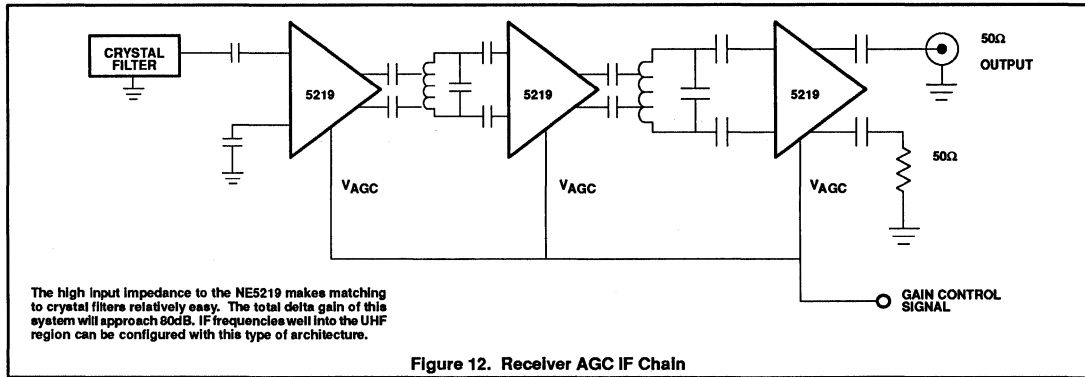 CRYSTAL
FILTER
5219
5219
5219
50Ω
OUTPUT
50Ω
VAGC
VAGC
VAGC
The high input impedance to the NE5219 makes matching
to crystal filters relatively easy. The total delta gain of this
system will approach 80dB. IF frequencies well into the UHF
region can be configured with this type of architecture.
GAIN CONTROL
SIGNAL
Figure 12. Receiver AGC IF Chain